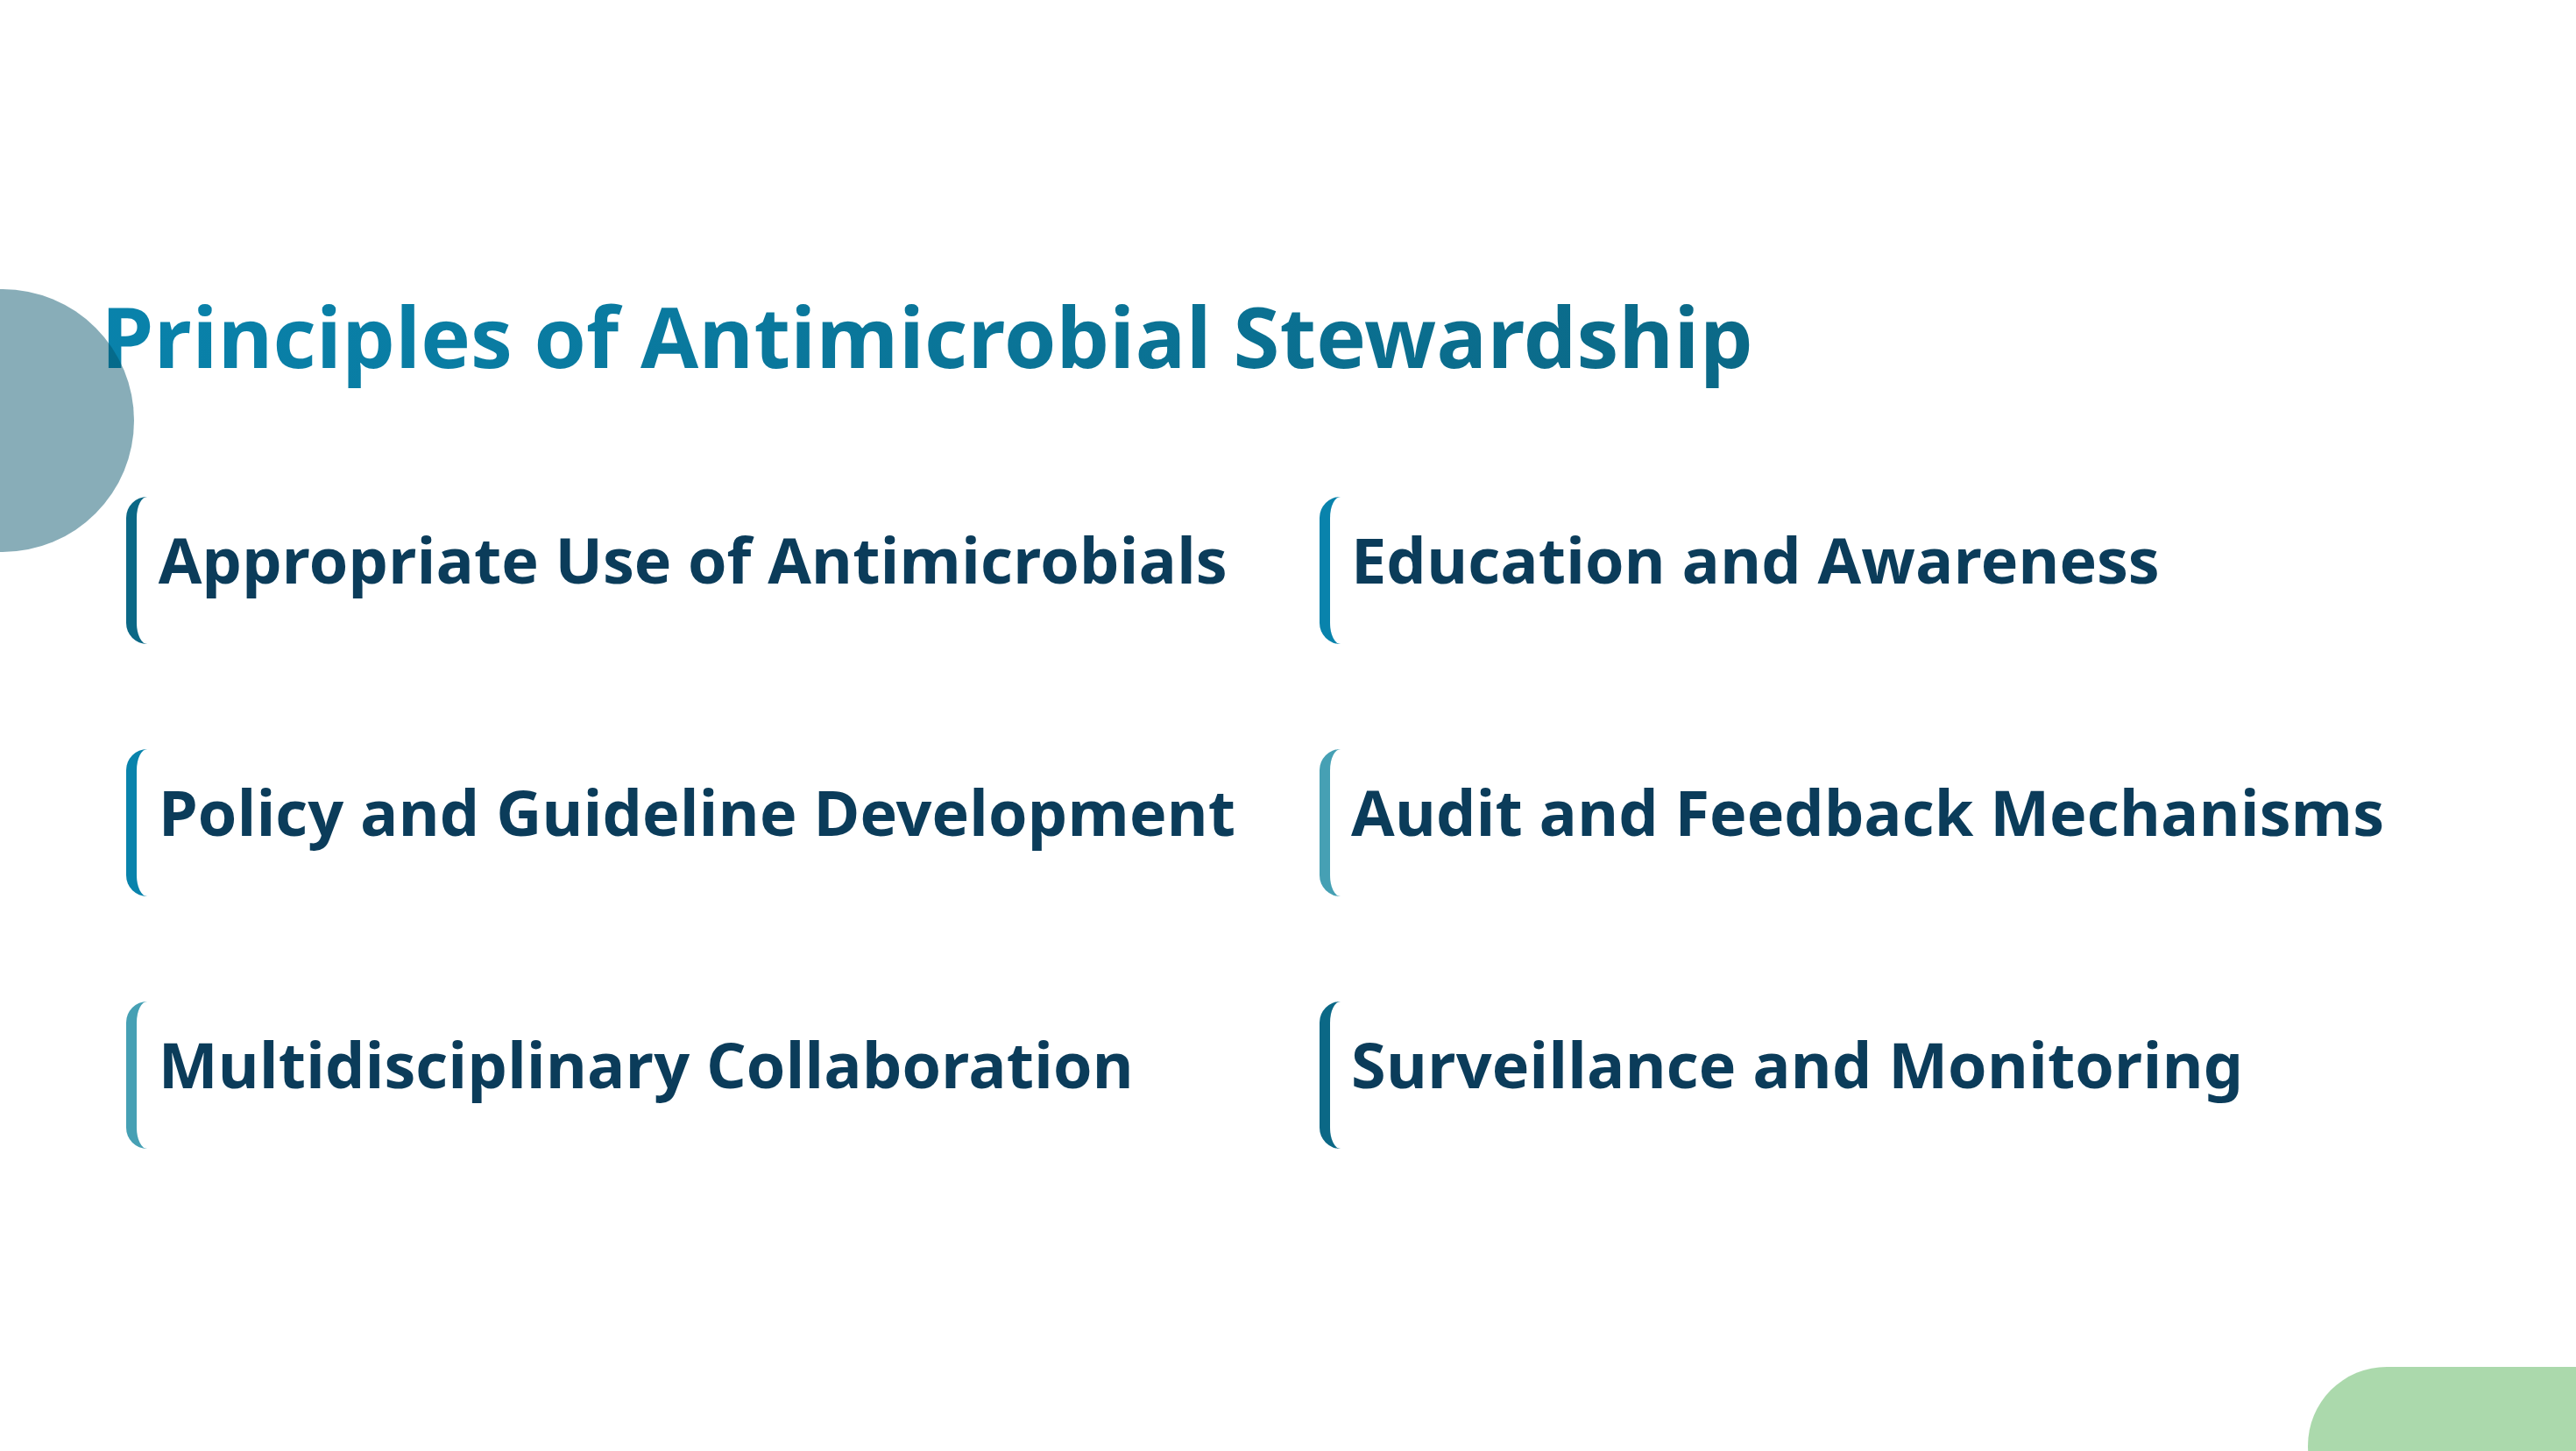 Principles of Antimicrobial Stewardship
Appropriate Use of Antimicrobials
Education and Awareness
Policy and Guideline Development
Audit and Feedback Mechanisms
Multidisciplinary Collaboration
Surveillance and Monitoring